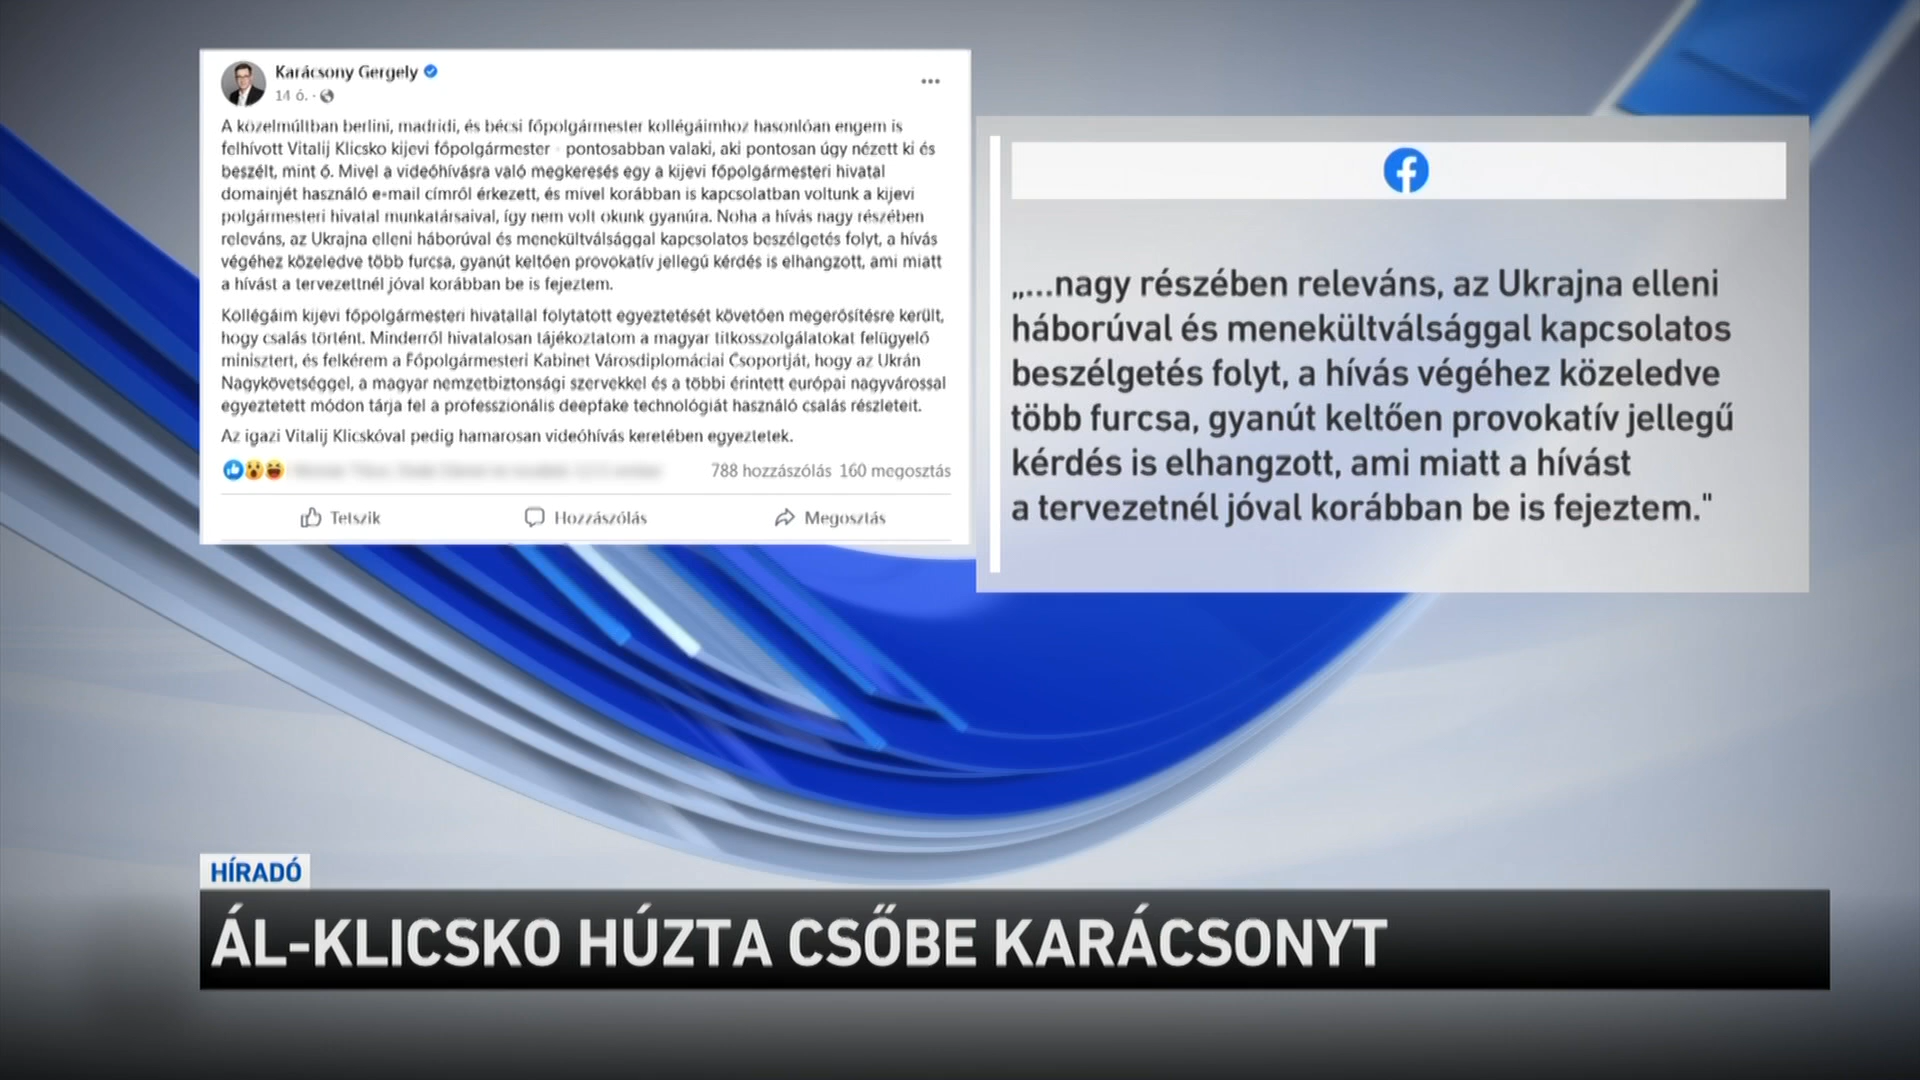 Karácsony Gergely
14 ó. ·
A közelmúltban berlini, madridi, és bécsi főpolgármester kollégáimhoz hasonlóan engem is
felhívott Vitalij Klicsko kijevi főpolgármester - pontosabban valaki, aki pontosan úgy nézett ki és
beszélt, mint ő. Mivel a videóhívásra való megkeresés egy a kijevi főpolgármesteri hivatal
domainjét használó e-mail címről érkezett, és mivel korábban is kapcsolatban voltunk a kijevi
polgármesteri hivatal munkatársaival, így nem volt okunk gyanúra. Noha a hívás nagy részében
releváns, az Ukrajna elleni háborúval és menekültválsággal kapcsolatos beszélgetés folyt, a hívás
végéhez közeledve több furcsa, gyanút keltően provokatív jellegű kérdés is elhangzott, ami miatt
a hívást a tervezettnél jóval korábban be is fejeztem.
Kollégáim kijevi főpolgármesteri hivatallal folytatott egyeztetését követően megerősítésre került,
hogy csalás történt. Minderről hivatalosan tájékoztatom a magyar titkosszolgálatokat felügyelő
minisztert, és felkérem a Főpolgármesteri Kabinet Városdiplomáciai Csoportját, hogy az Ukrán
Nagykövetséggel, a magyar nemzetbiztonsági szervekkel és a többi érintett európai nagyvárossal
egyeztetett módon tárja fel a professzionális deepfake technológiát használó csalás részleteit.
Az igazi Vitalij Klicskóval pedig hamarosan videóhívás keretében egyeztetek.
788 hozzászólás 160 megosztás
Tetszik Hozzászólás Megosztás
„...nagy részében releváns, az Ukrajna elleni
háborúval és menekültválsággal kapcsolatos
beszélgetés folyt, a hívás végéhez közeledve
több furcsa, gyanút keltően provokatív jellegű
kérdés is elhangzott, ami miatt a hívást
a tervezetnél jóval korábban be is fejeztem."
HÍRADÓ
ÁL-KLICSKO HÚZTA CSŐBE KARÁCSONYT